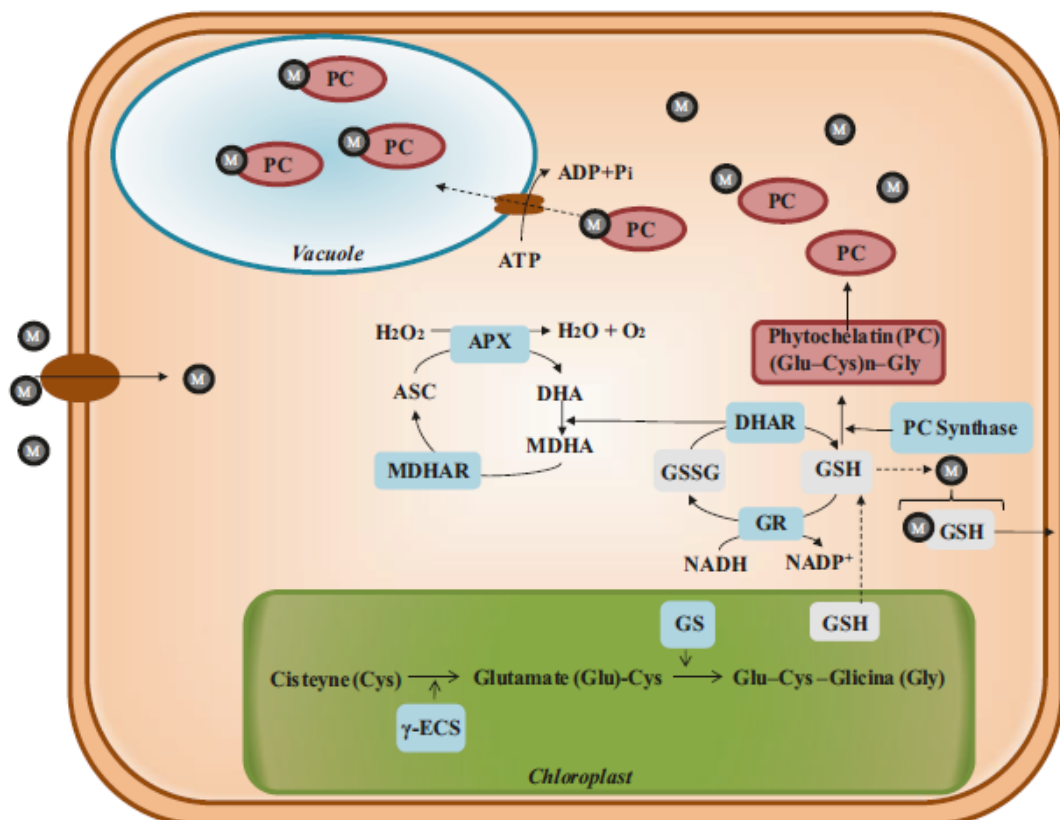 M
PC
M
M
M
PC
M
PC
M
M
ADP+Pi
PC
M
PC
Vacuole
ATP
PC
M
H2O2
APX
H2O + O2
Phytochelatin (PC)
(Glu–Cys)n–Gly
M
M
M
ASC
DHA
DHAR
PC Synthase
MDHA
M
MDHAR
GSSG
GSH
M
GR
M
GSH
NADH
NADP+
GS
GSH
Cisteyne (Cys)
Glutamate (Glu)-Cys
Glu–Cys –Glicina (Gly)
γ-ECS
Chloroplast